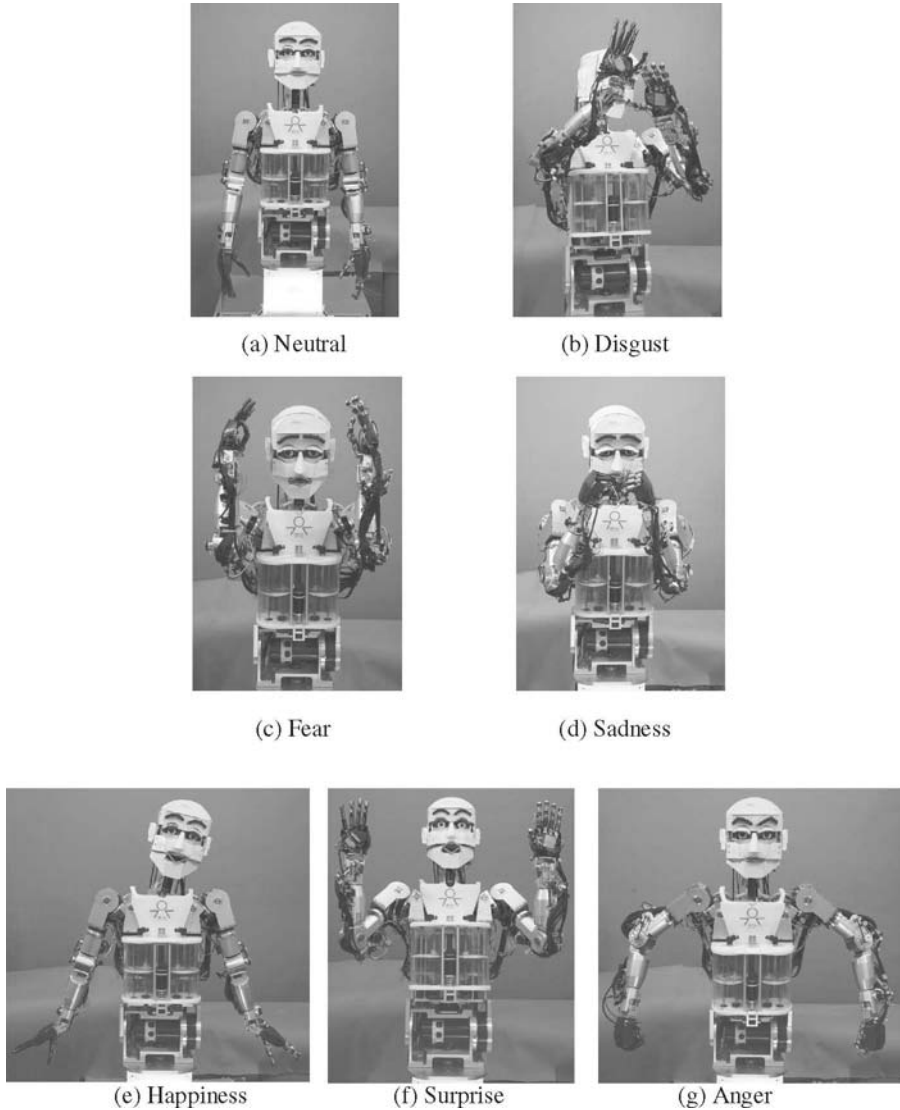 (a) Neutral
(b) Disgust
(c) Fear
(d) Sadness
(e) Happiness
(f) Surprise
(g) Anger